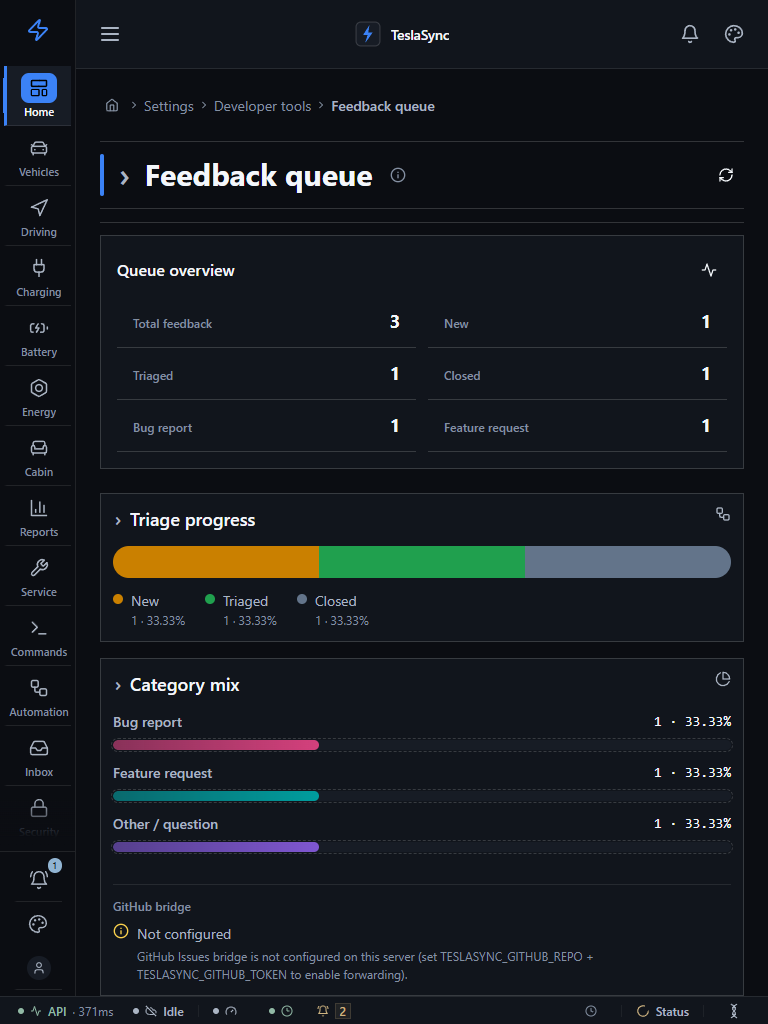 TeslaSync
Home
Vehicles
Driving
Charging
Battery
Energy
Cabin
Reports
Service
Commands
Automation
Inbox
Security
1
Settings
Developer tools
Feedback queue
Feedback queue
Queue overview
Total feedback 3
New 1
Triaged 1
Closed 1
Bug report 1
Feature request 1
Triage progress
New
1 · 33.33%
Triaged
1 · 33.33%
Closed
1 · 33.33%
Category mix
Bug report 1 · 33.33%
Feature request 1 · 33.33%
Other / question 1 · 33.33%
GitHub bridge
Not configured
GitHub Issues bridge is not configured on this server (set TESLASYNC_GITHUB_REPO +
TESLASYNC_GITHUB_TOKEN to enable forwarding).
API · 371ms Idle 2 Status